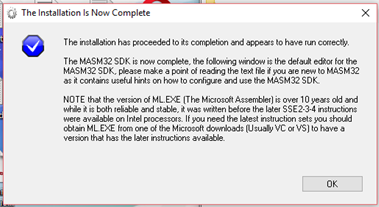 The Installation Is Now Complete
The installation has proceeded to its completion and appears to have run correctly.
The MASM32 SDK is now complete, the following window is the default editor for the
MASM32 SDK, please make a point of reading the text file if you are new to MASM32
as it contains useful hints on how to configure and use the MASM32 SDK.
NOTE that the version of ML.EXE (The Microsoft Assembler) is over 10 years old and
while it is both reliable and stable, it was written before the later SSE2-3-4 instructions
were available on Intel processors. If you need the latest instruction sets you should
obtain ML.EXE from one of the Microsoft downloads (Usually VC or VS) to have a
version that has the later instructions available.
OK